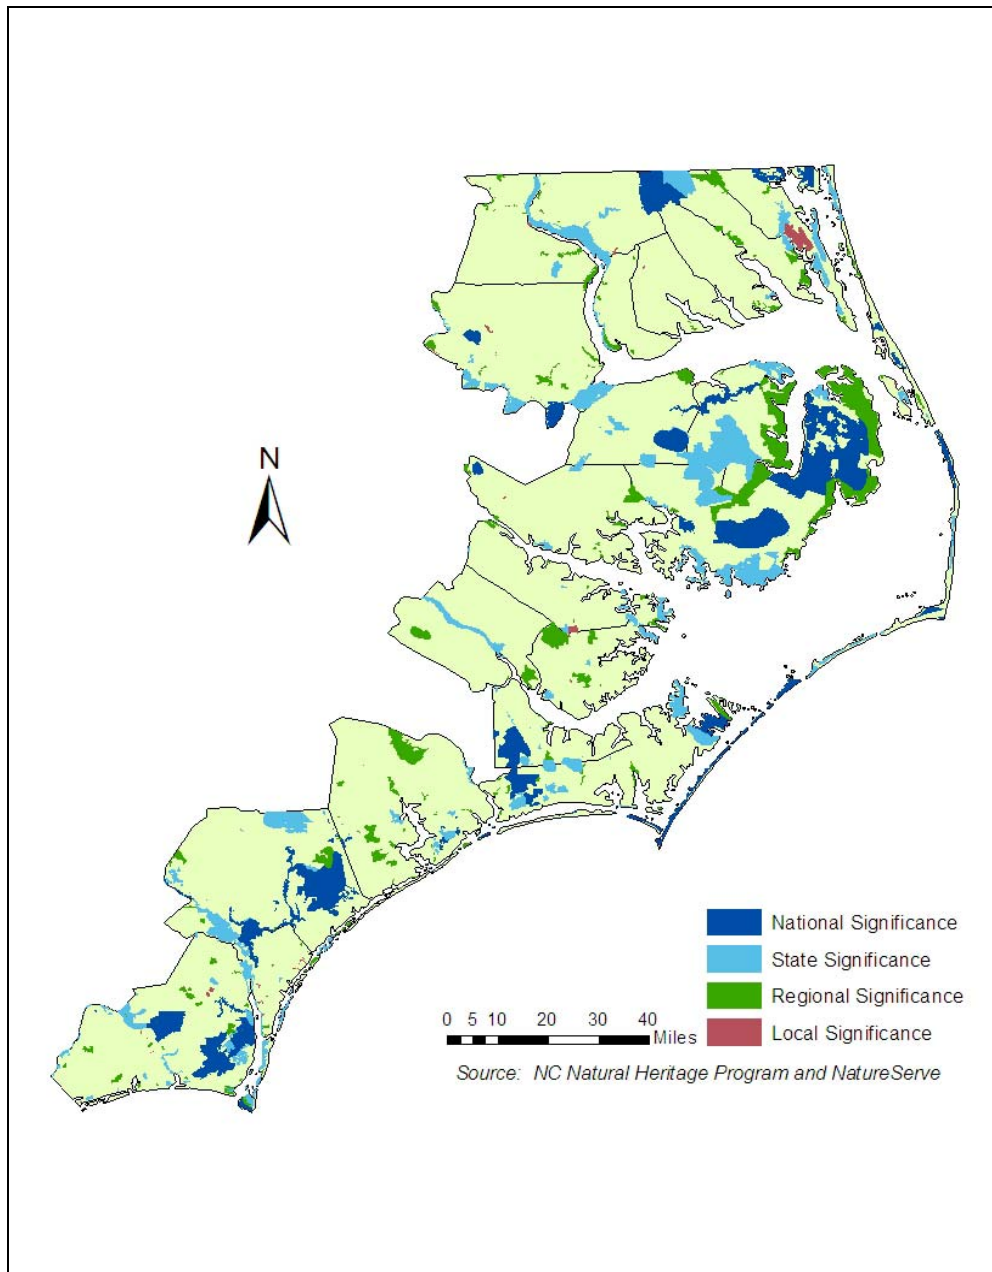 N
National Significance
State Significance
Regional Significance
Local Significance
0 5 10 20 30 40
Miles
Source: NC Natural Heritage Program and NatureServe